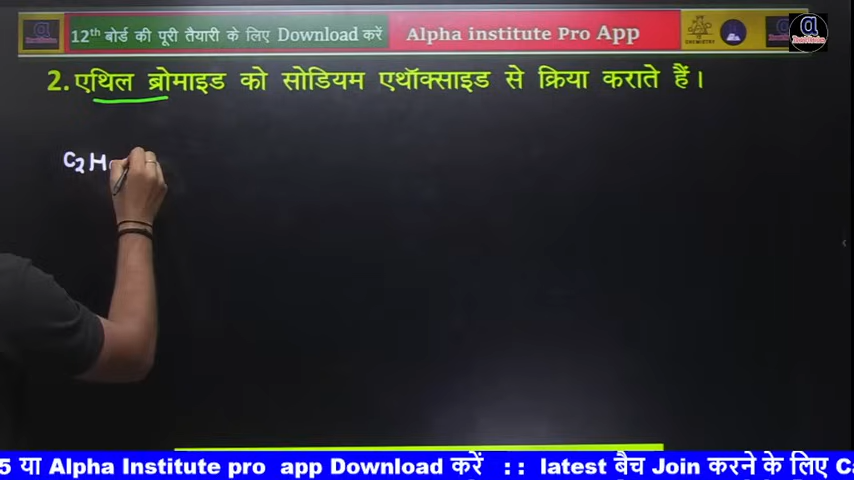 12th बोर्ड की पूरी तैयारी के लिए Download करें Alpha institute Pro App
2. एथिल ब्रोमाइड को सोडियम एथॉक्साइड से क्रिया कराते हैं।
C2H
5 या Alpha Institute pro app Download करें :: latest बैच Join करने के लिए C